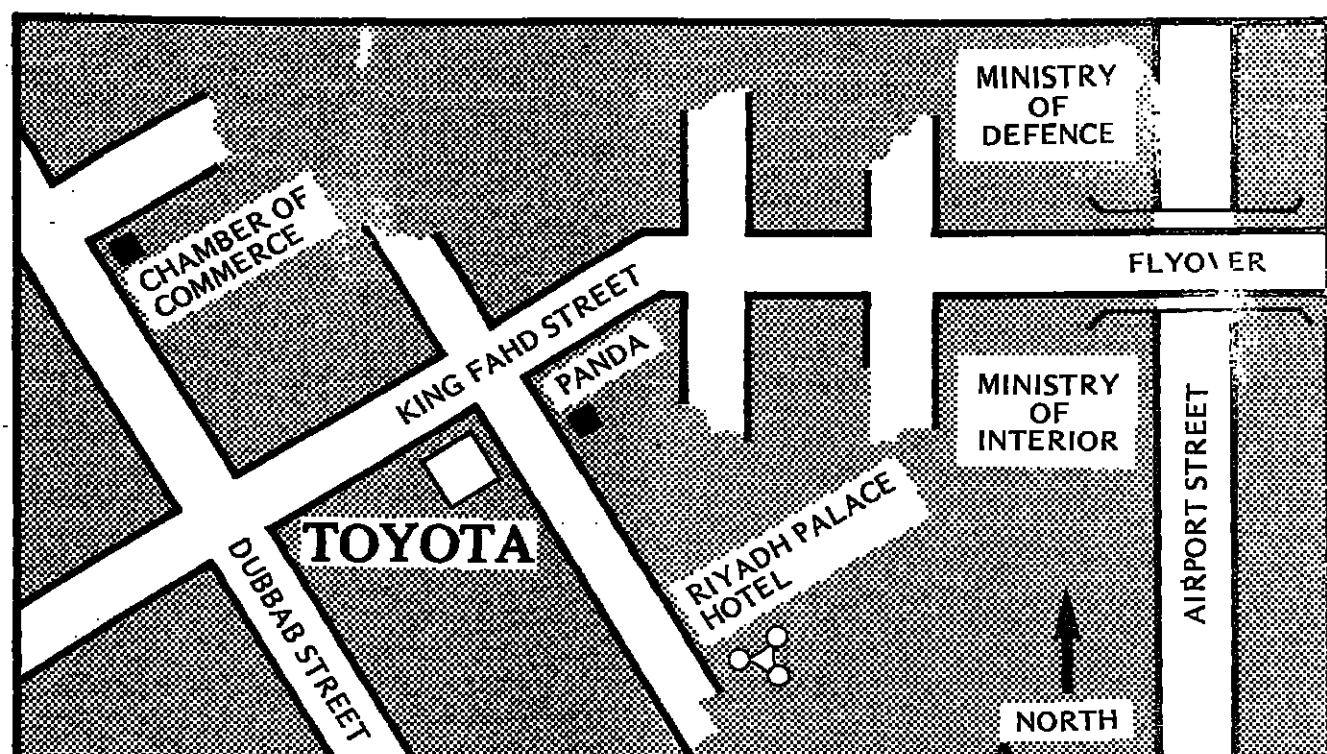 MINISTRY
OF
DEFENCE
CHAMBER OF
COMMERCE
FLYOVER
KING FAHD STREET
PANDA
MINISTRY
OF
INTERIOR
AIRPORT STREET
TOYOTA
RIYADH PALACE
HOTEL
DUBBAB STREET
NORTH